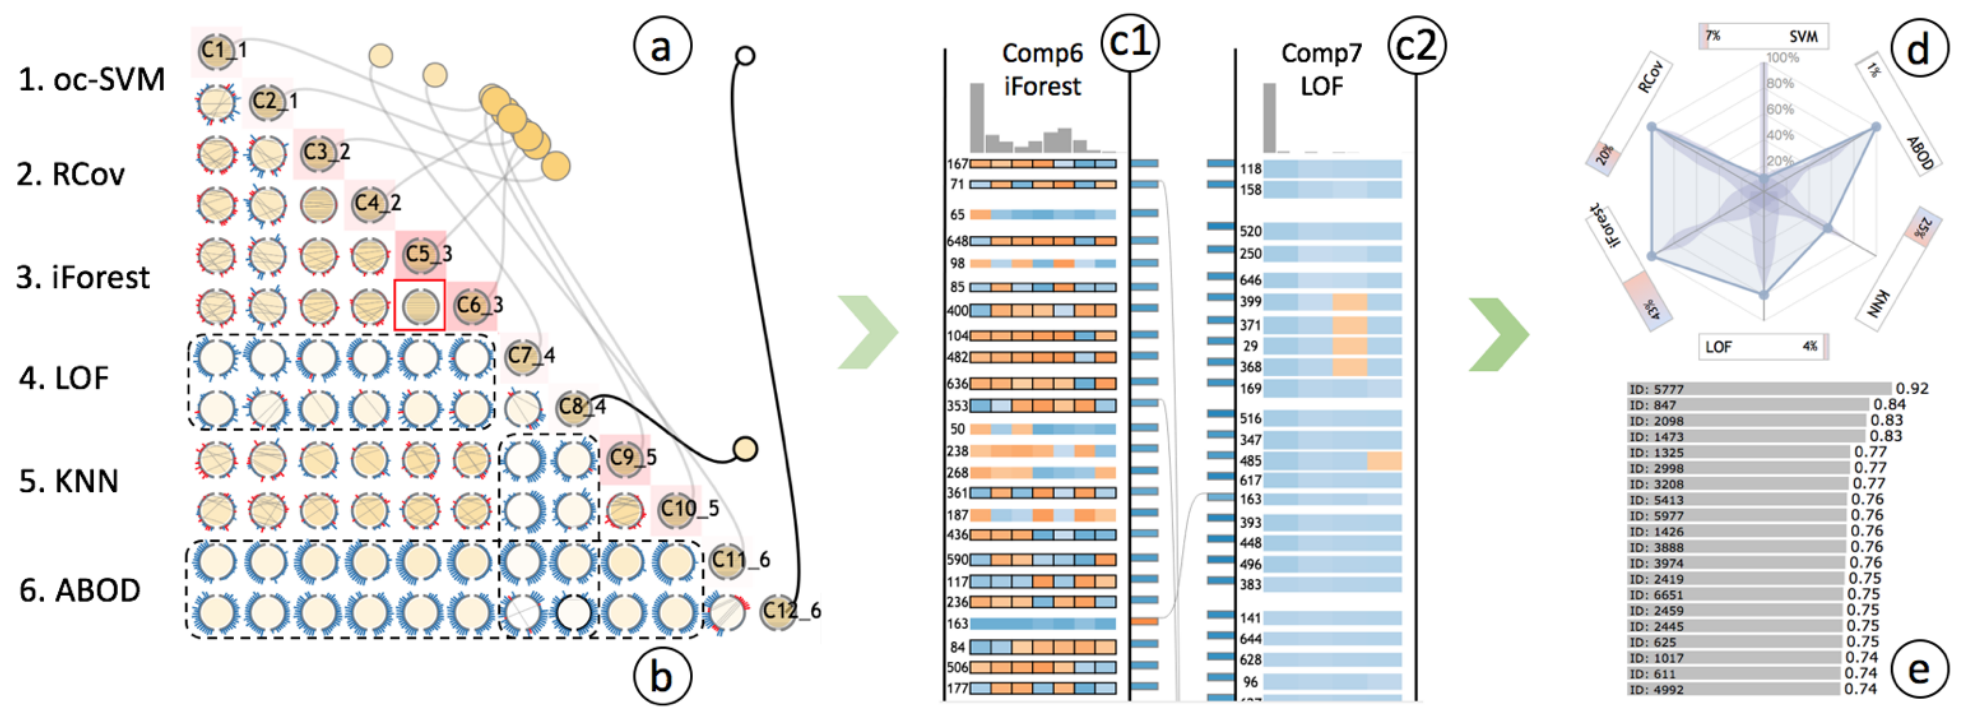 1. oc-SVM
2. RCov
3. iForest
4. LOF
5. KNN
6. ABOD
C1_1
C2_1
C3_2
C4_2
C5_3
C6_3
C7_4
C8_4
C9_5
C10_5
C11_6
C12_6
a
b
Comp6
iForest
c1
167
71
65
648
98
85
400
104
482
636
353
50
238
268
361
187
436
590
117
236
163
84
506
177
Comp7
LOF
c2
118
158
520
250
646
399
371
29
368
169
516
347
485
617
163
393
448
496
383
141
644
628
96
d
7% SVM
1% ABOD
25% KNN
LOF 4%
iForest 43%
RCov 20%
100%
80%
60%
40%
20%
ID: 5777 0.92
ID: 847 0.84
ID: 2098 0.83
ID: 1473 0.83
ID: 1325 0.77
ID: 2998 0.77
ID: 3208 0.77
ID: 5413 0.76
ID: 5977 0.76
ID: 1426 0.76
ID: 3888 0.76
ID: 3974 0.76
ID: 2419 0.75
ID: 6651 0.75
ID: 2459 0.75
ID: 2445 0.75
ID: 625 0.75
ID: 1017 0.74
ID: 611 0.74
ID: 4992 0.74
e